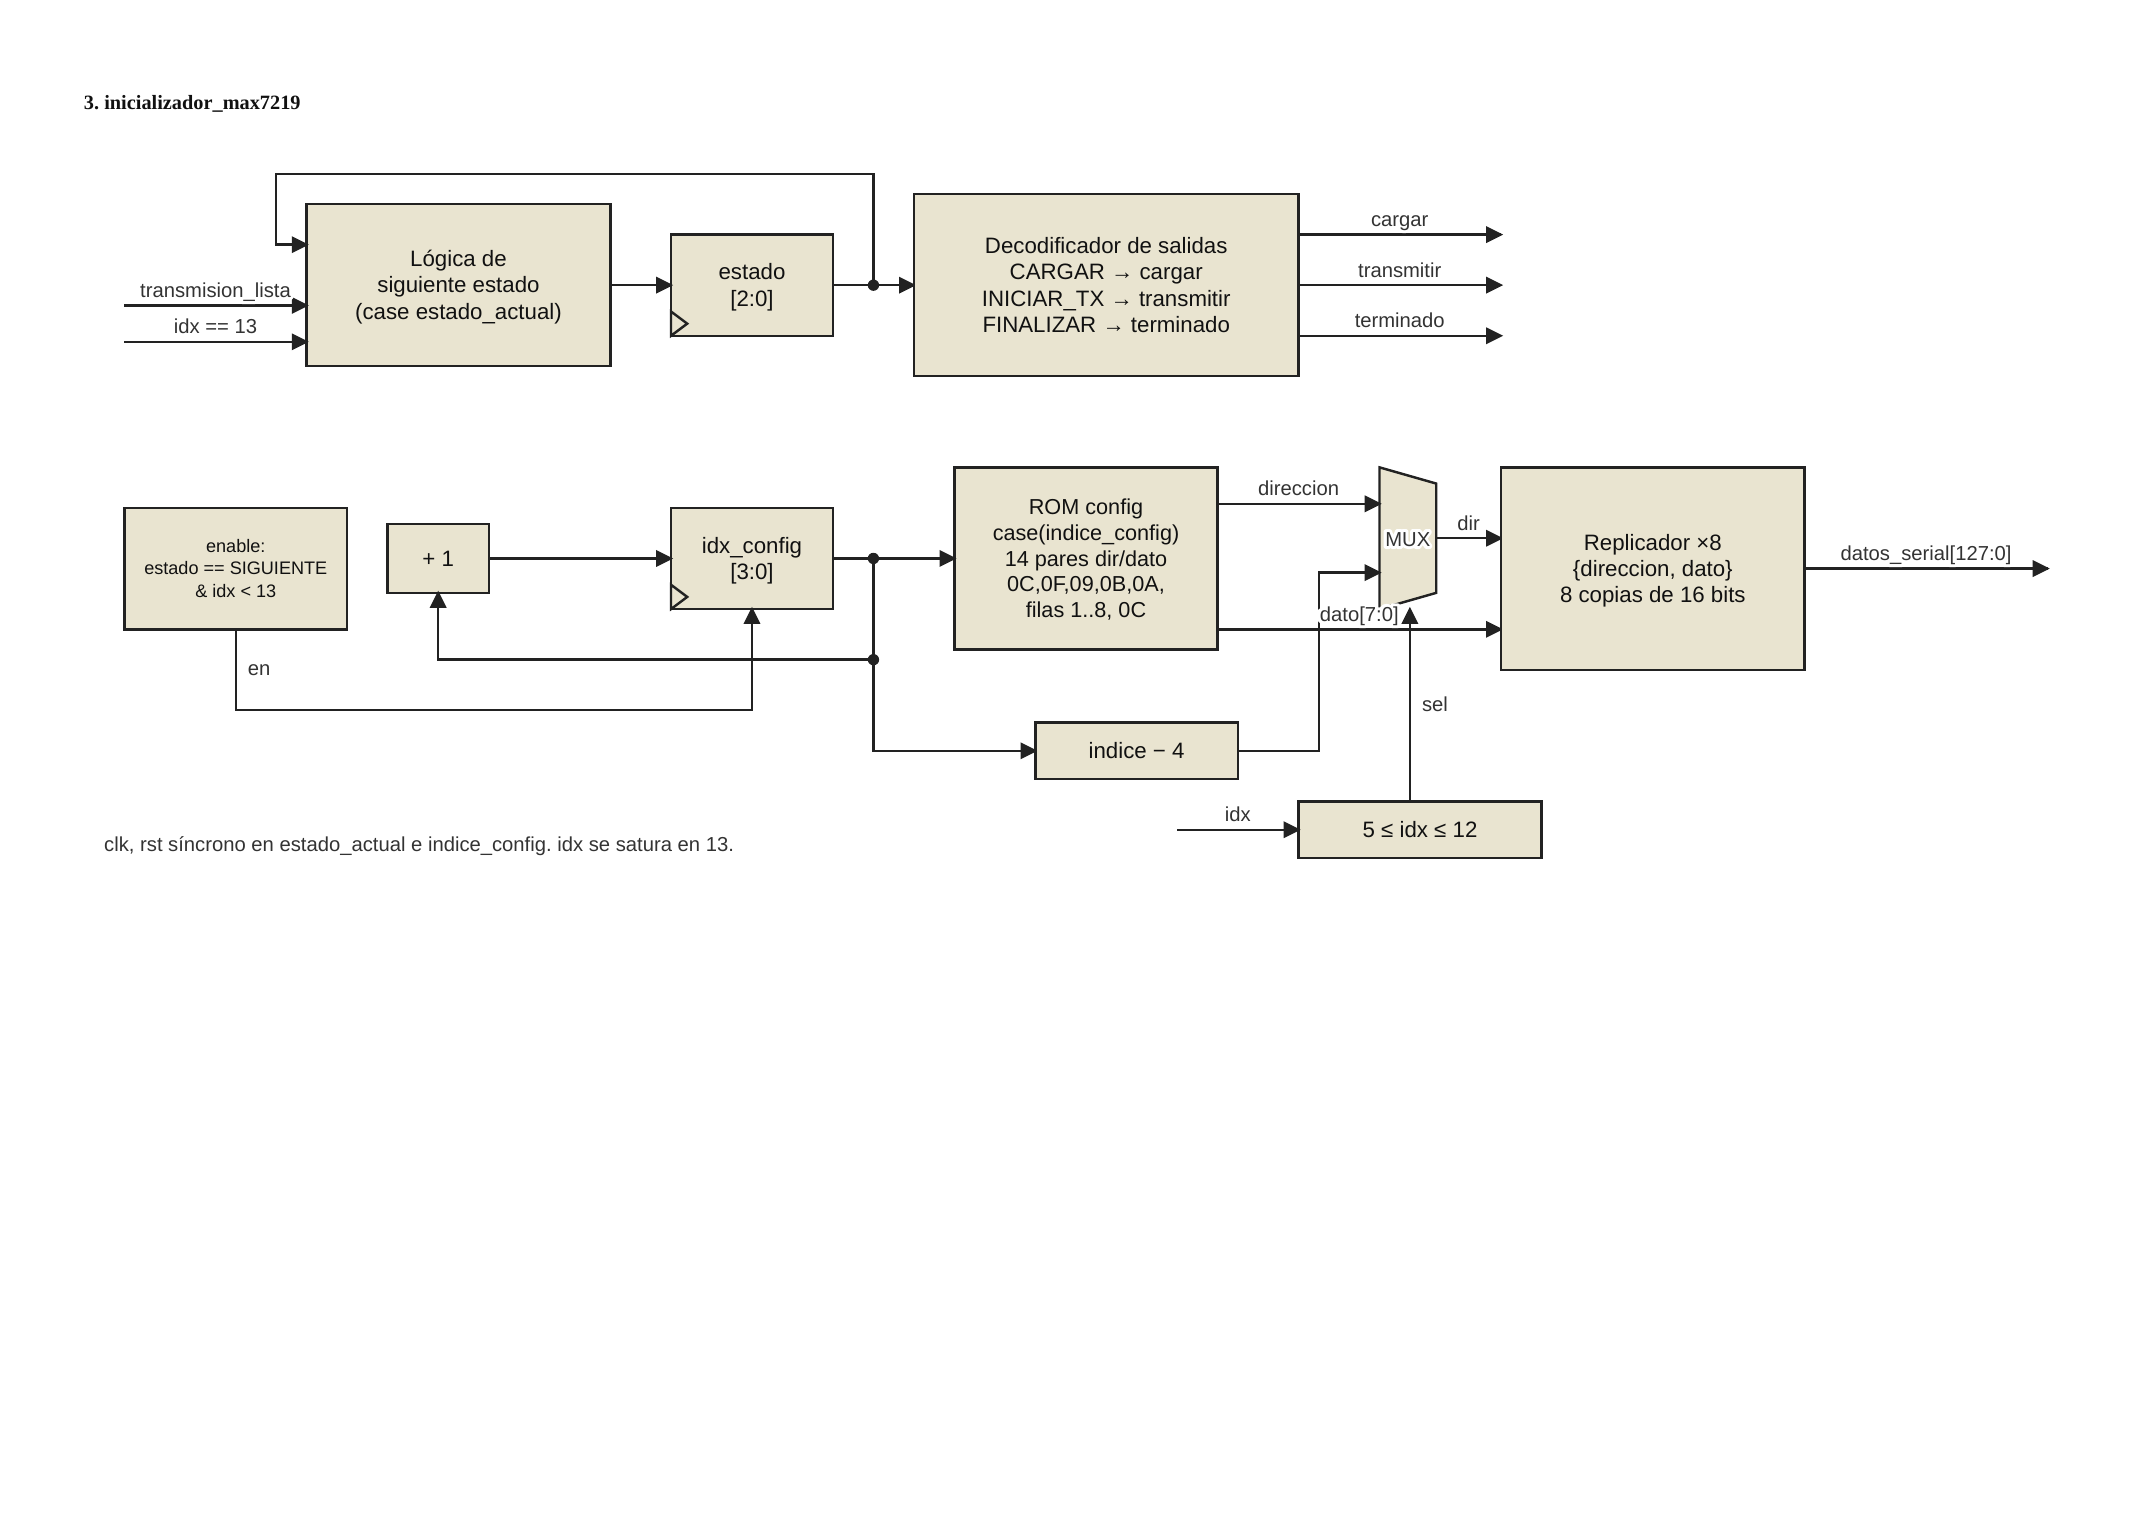 3. inicializador_max7219
Lógica de
siguiente estado
(case estado_actual)
transmision_lista
idx == 13
estado
[2:0]
Decodificador de salidas
CARGAR → cargar
INICIAR_TX → transmitir
FINALIZAR → terminado
cargar
transmitir
terminado
enable:
estado == SIGUIENTE
& idx < 13
en
+ 1
idx_config
[3:0]
ROM config
case(indice_config)
14 pares dir/dato
0C,0F,09,0B,0A,
filas 1..8, 0C
direccion
MUX
dir
dato[7:0]
Replicador ×8
{direccion, dato}
8 copias de 16 bits
datos_serial[127:0]
sel
indice − 4
idx
5 ≤ idx ≤ 12
clk, rst síncrono en estado_actual e indice_config. idx se satura en 13.